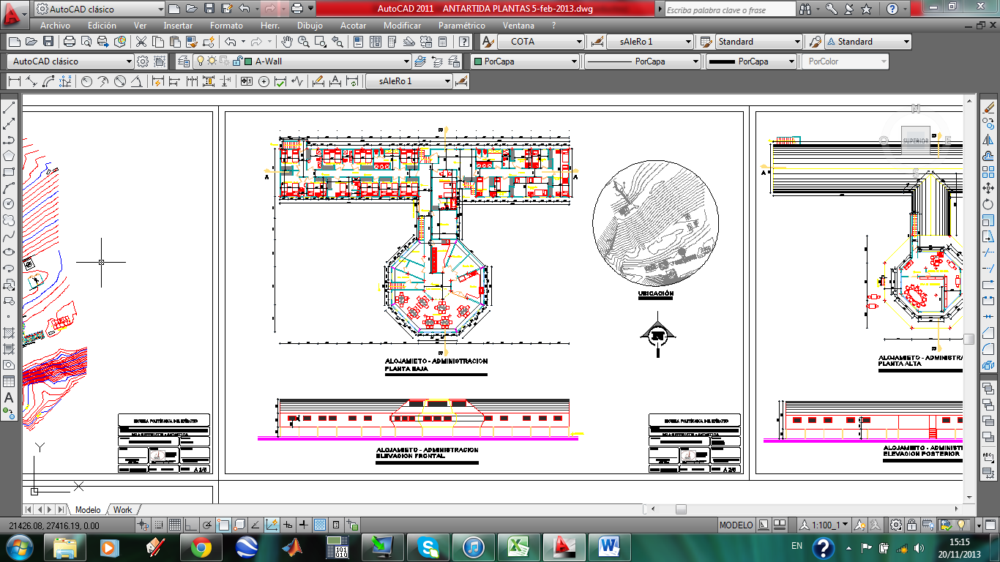 AutoCAD clásico
AutoCAD 2011 ANTARTIDA PLANTAS 5-feb-2013.dwg
Escriba palabra clave o frase
Archivo Edición Ver Insertar Formato Herr. Dibujo Acotar Modificar Paramétrico Ventana ?
COTA sAleRo 1 Standard Standard
AutoCAD clásico A-Wall PorCapa PorCapa PorCapa PorColor
sAleRo 1
N
O SUPERIOR E
S
A A A
UBICACIÓN
N
ALOJAMIETO - ADMINISTRACION
PLANTA BAJA
ALOJAMIETO - ADMINISTRA
PLANTA ALTA
ALOJAMIETO - ADMINISTRACION
ELEVACION FRONTAL
ALOJAMIETO - ADMINIST
ELEVACION POSTERIOR
ESCUELA POLITÉCNICA DEL EJÉRCITO
A 1/6
ESCUELA POLITÉCNICA DEL EJÉRCITO
A 2/6
Y
X
Modelo Work
21426.08, 27416.19, 0.00
MODELO 1:100_1
EN
15:15
20/11/2013